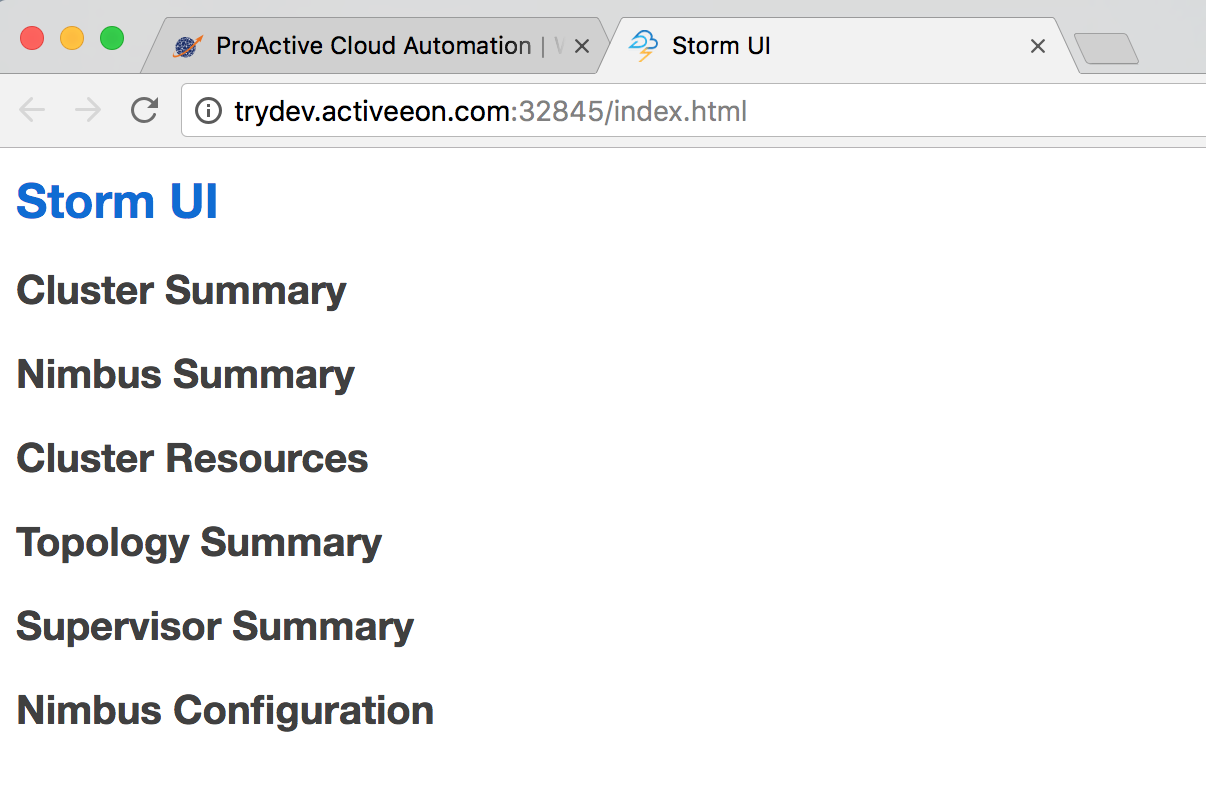 ProActive Cloud Automation |
Storm UI
trydev.activeeon.com:32845/index.html
Storm UI
Cluster Summary
Nimbus Summary
Cluster Resources
Topology Summary
Supervisor Summary
Nimbus Configuration